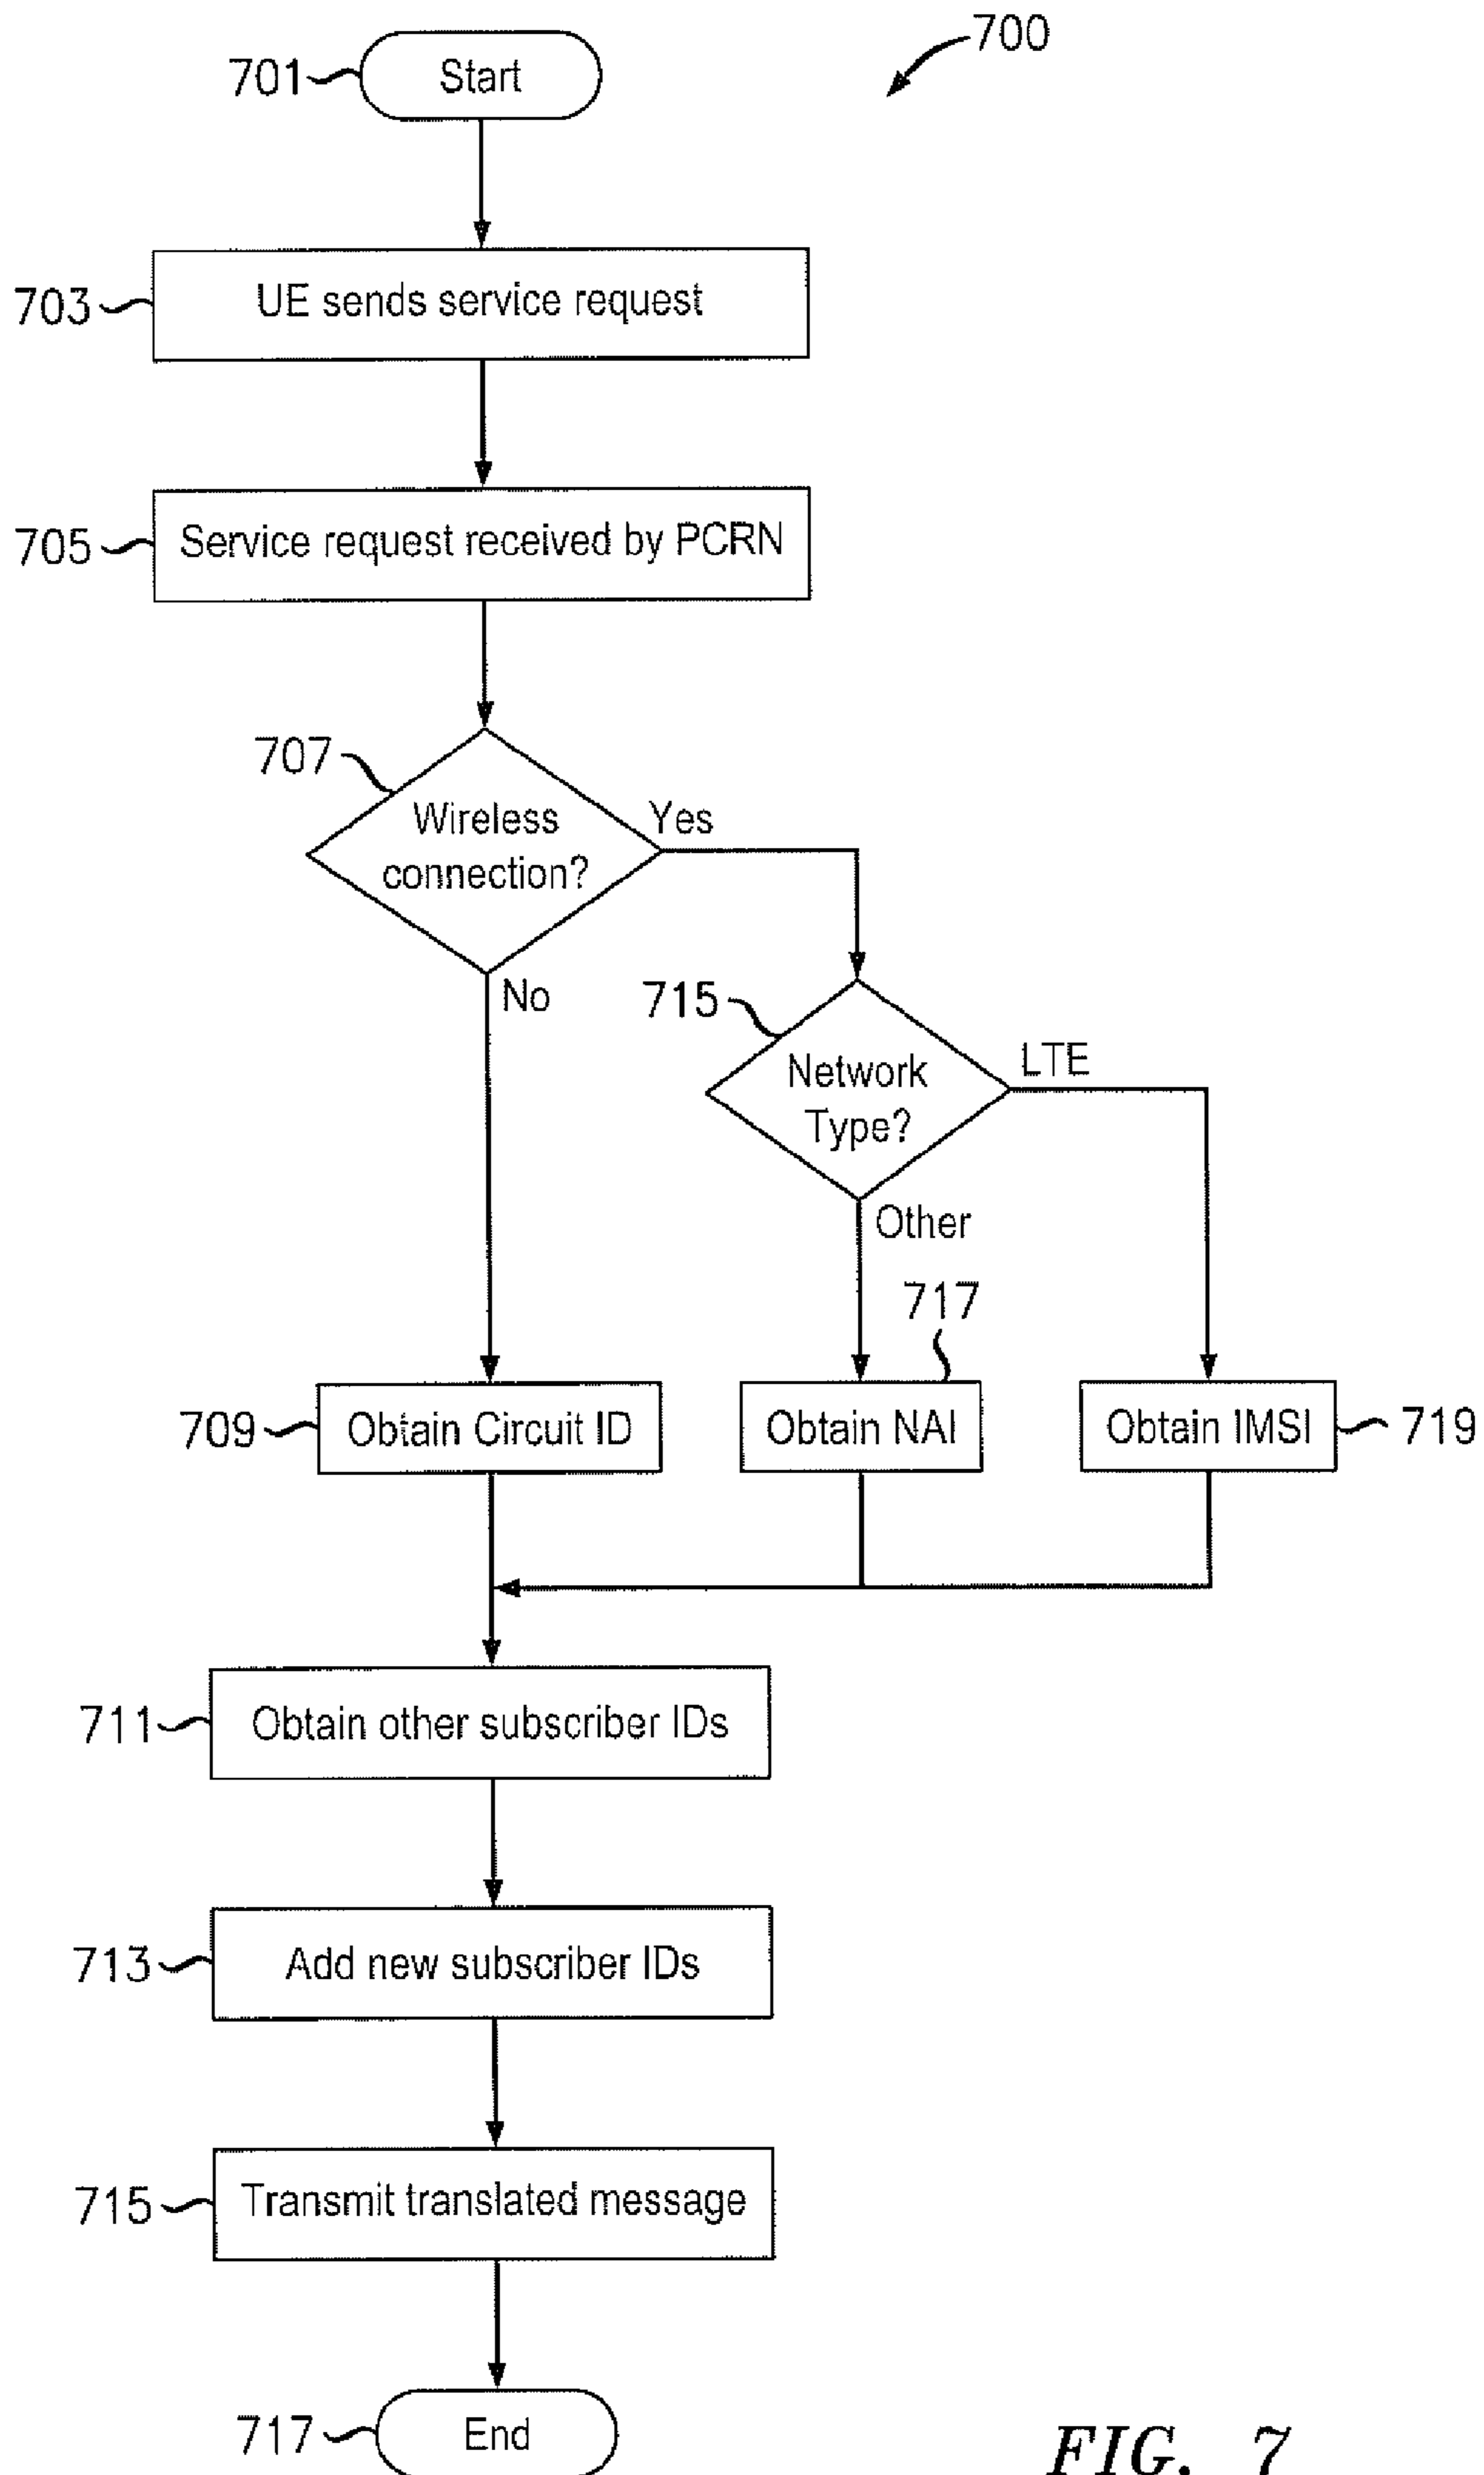 700
701
Start
703
UE sends service request
705
Service request received by PCRN
707
Wireless
connection?
Yes
No
715
Network
Type?
LTE
Other
717
709
Obtain Circuit ID
Obtain NAI
Obtain IMSI
719
711
Obtain other subscriber IDs
713
Add new subscriber IDs
715
Transmit translated message
717
End
FIG. 7